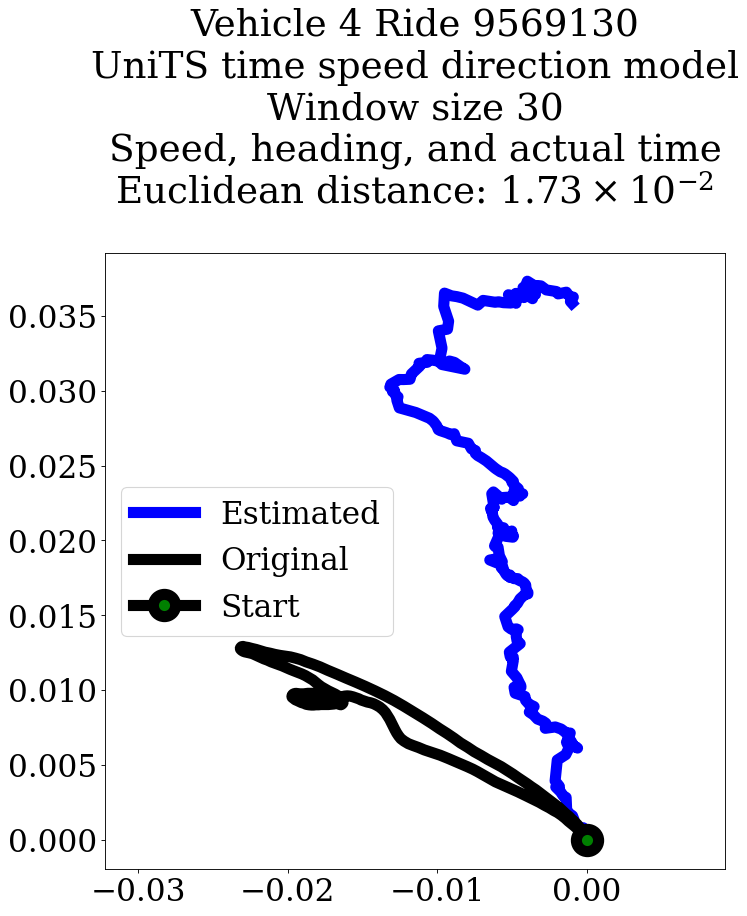 Vehicle 4 Ride 9569130
UniTS time speed direction model
Window size 30
Speed, heading, and actual time
Euclidean distance: 1.73 × 10⁻²
0.035
0.030
0.025
0.020
0.015
0.010
0.005
0.000
Estimated
Original
Start
−0.03 −0.02 −0.01 0.00